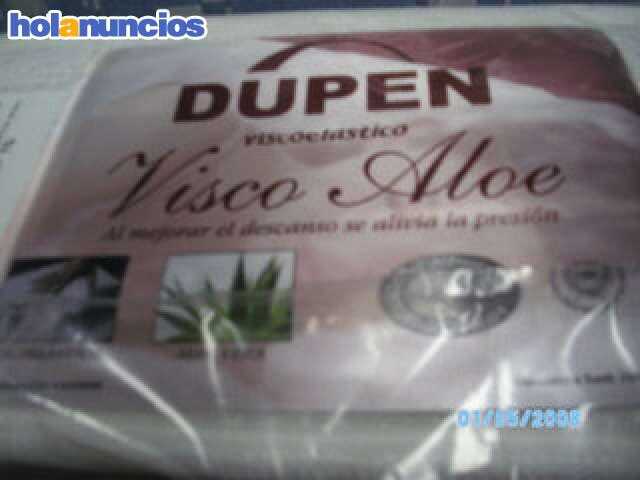 holanuncios
DUPEN
viscoelastico
Visco Aloe
Al mejorar el descanso se alivia la presión
01/05/2008